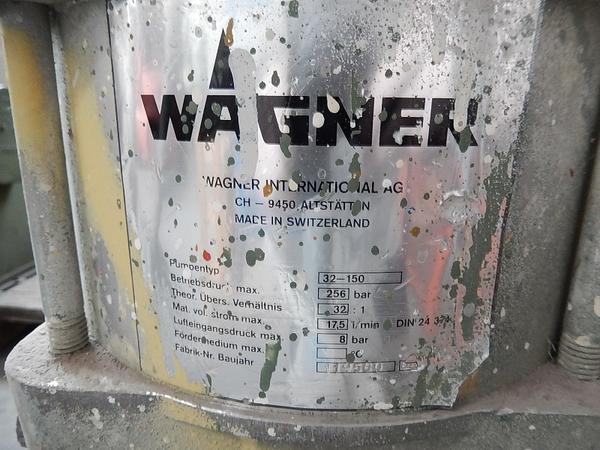 WAGNER
WAGNER INTERNATIONAL AG
CH - 9450 ALTSTÄTTEN
MADE IN SWITZERLAND
Pumpentyp 32-150
Betriebsdruck max. 256 bar
Theor. Übers. Verhältnis 32 : 1
Mat. vol. strom max. 17,5 l/min DIN 24 374
Lufteingangsdruck max. 8 bar
Fördermedium max. °C
Fabrik-Nr. Baujahr